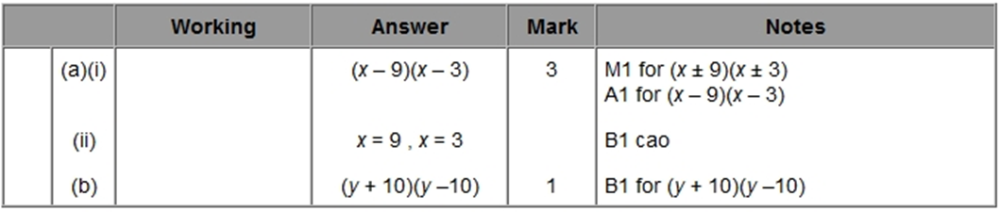 Working Answer Mark Notes
(a)(i) (x – 9)(x – 3) 3 M1 for (x ± 9)(x ± 3)
A1 for (x – 9)(x – 3)
(ii) x = 9 , x = 3 B1 cao
(b) (y + 10)(y –10) 1 B1 for (y + 10)(y –10)